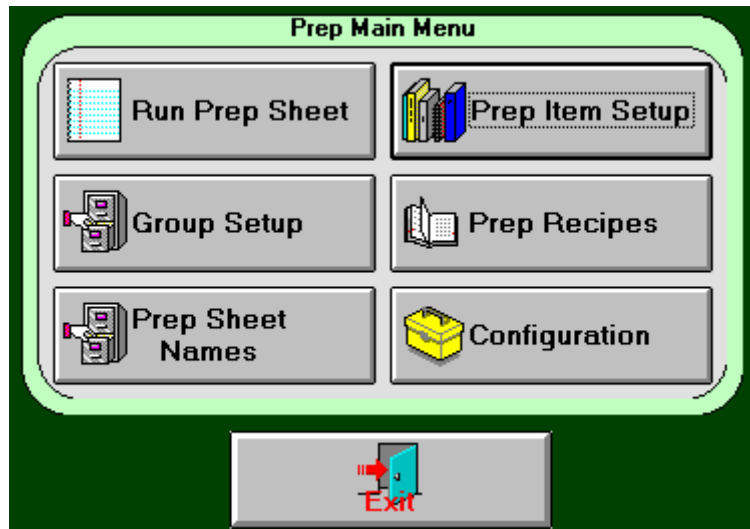 Prep Main Menu
Run Prep Sheet
Prep Item Setup
Group Setup
Prep Recipes
Prep Sheet
Names
Configuration
Exit